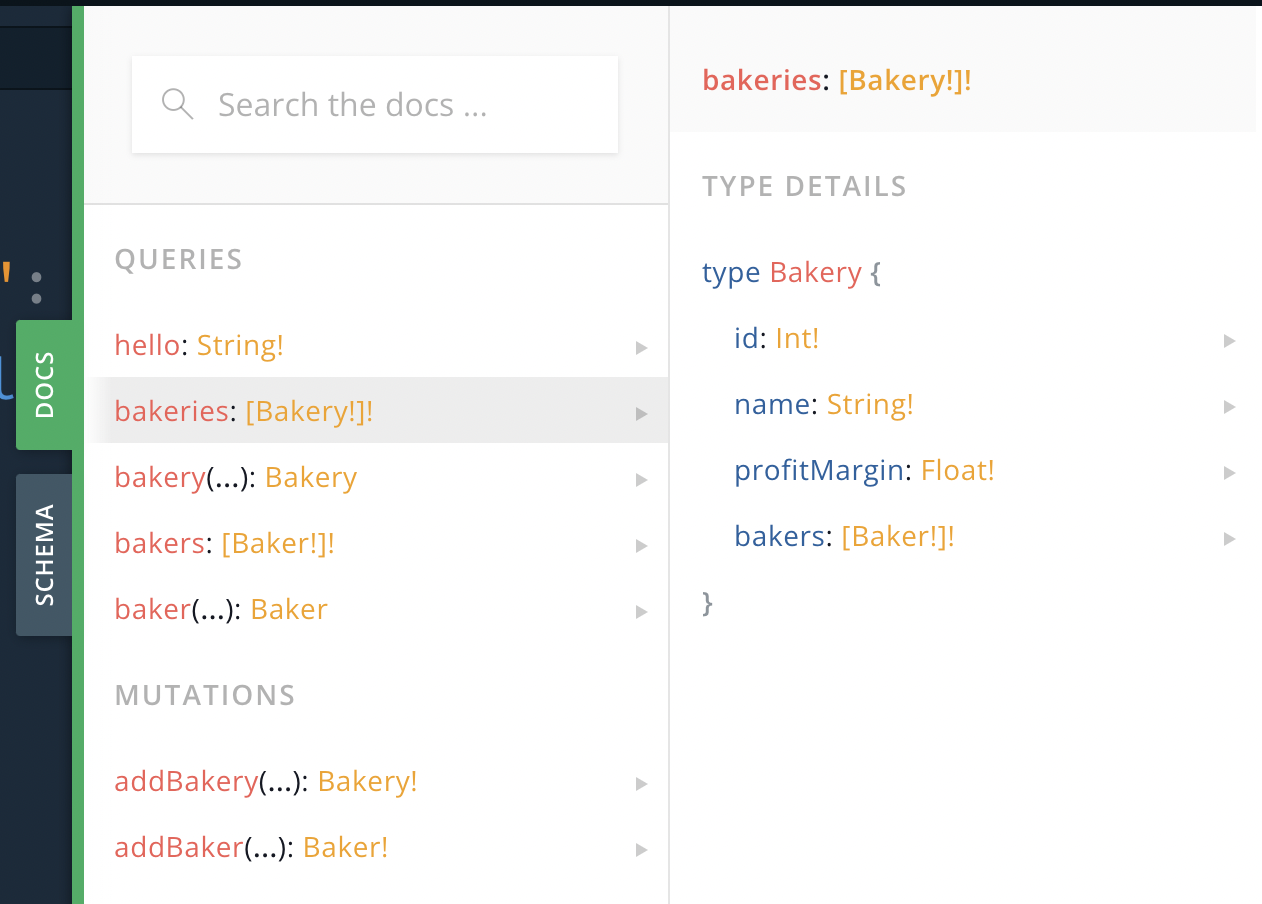 ':
DOCS
SCHEMA
Search the docs ...
QUERIES
hello: String!
bakeries: [Bakery!]!
bakery(...): Bakery
bakers: [Baker!]!
baker(...): Baker
MUTATIONS
addBakery(...): Bakery!
addBaker(...): Baker!
bakeries: [Bakery!]!
TYPE DETAILS
type Bakery {
id: Int!
name: String!
profitMargin: Float!
bakers: [Baker!]!
}